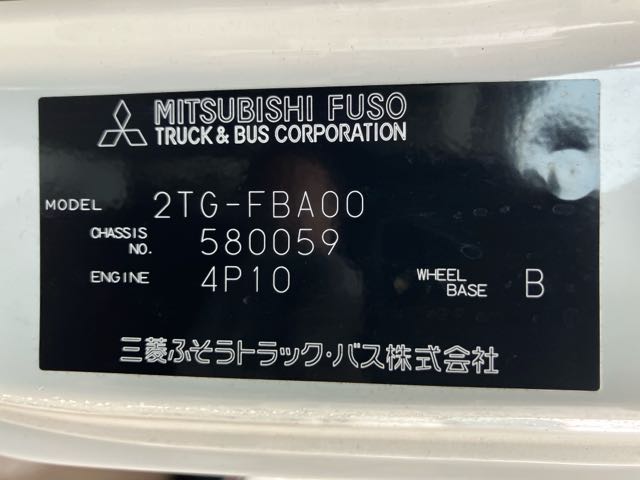 MITSUBISHI FUSO
TRUCK & BUS CORPORATION
MODEL 2TG-FBA00
CHASSIS NO. 580059
ENGINE 4P10 WHEEL BASE B
三菱ふそうトラック・バス株式会社